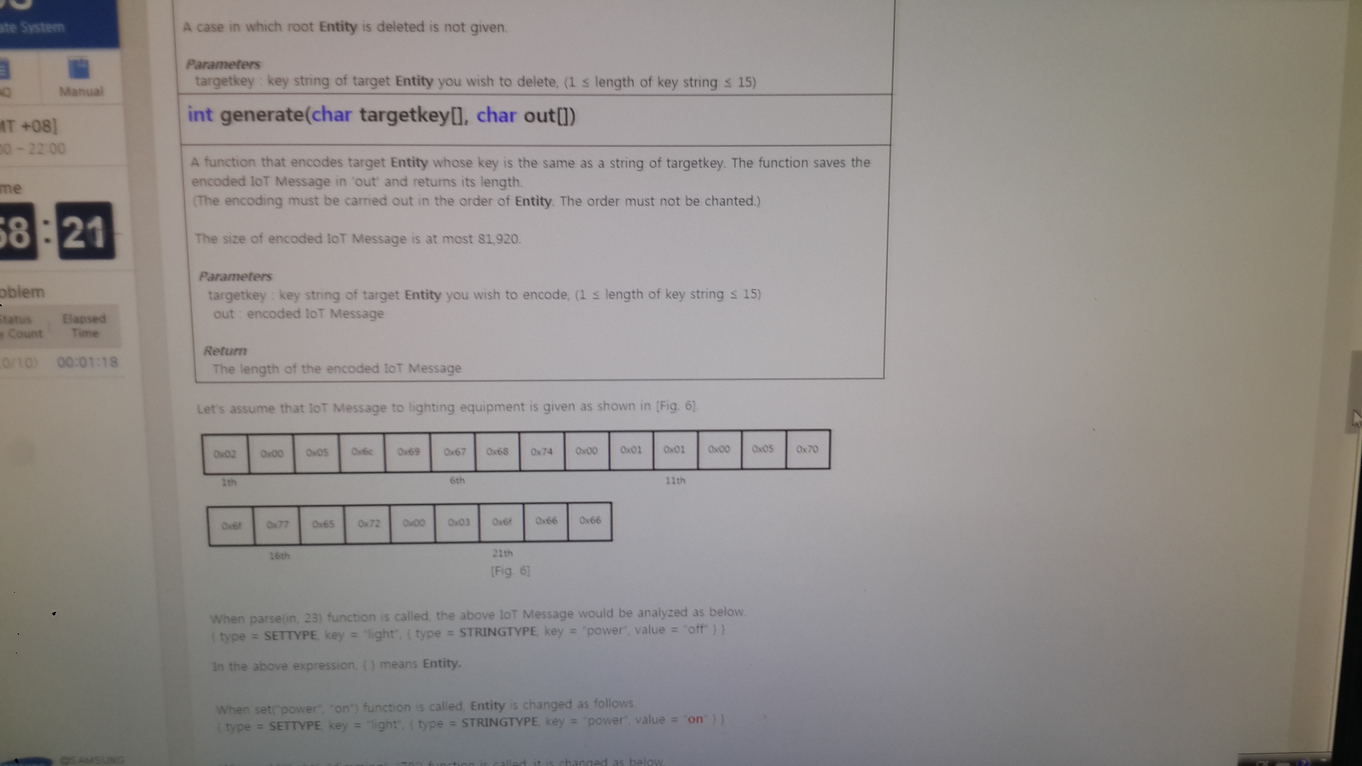 ate System
Manual
MT +08]
00 ~ 22:00
me
58:21
oblem
Status
Count
Elapsed
Time
(0/10) 00:01:18
A case in which root Entity is deleted is not given.
Parameters
targetkey : key string of target Entity you wish to delete, (1 ≤ length of key string ≤ 15)
int generate(char targetkey[], char out[])
A function that encodes target Entity whose key is the same as a string of targetkey. The function saves the
encoded IoT Message in 'out' and returns its length.
(The encoding must be carried out in the order of Entity. The order must not be chanted.)
The size of encoded IoT Message is at most 81,920.
Parameters
targetkey : key string of target Entity you wish to encode, (1 ≤ length of key string ≤ 15)
out : encoded IoT Message
Return
The length of the encoded IoT Message
Let's assume that IoT Message to lighting equipment is given as shown in [Fig. 6].
0x02 0x00 0x05 0x6c 0x69 0x67 0x68 0x74 0x00 0x01 0x01 0x00 0x05 0x70
1th 6th 11th
0x6f 0x77 0x65 0x72 0x00 0x03 0x6f 0x66 0x66
16th 21th
[Fig. 6]
When parse(in, 23) function is called, the above IoT Message would be analyzed as below.
{ type = SETTYPE, key = "light", { type = STRINGTYPE, key = "power", value = "off" } }
In the above expression, { } means Entity.
When set("power", "on") function is called, Entity is changed as follows.
{ type = SETTYPE, key = "light", { type = STRINGTYPE, key = "power", value = "on" } }
function is called, it is changed as below
©SAMSUNG